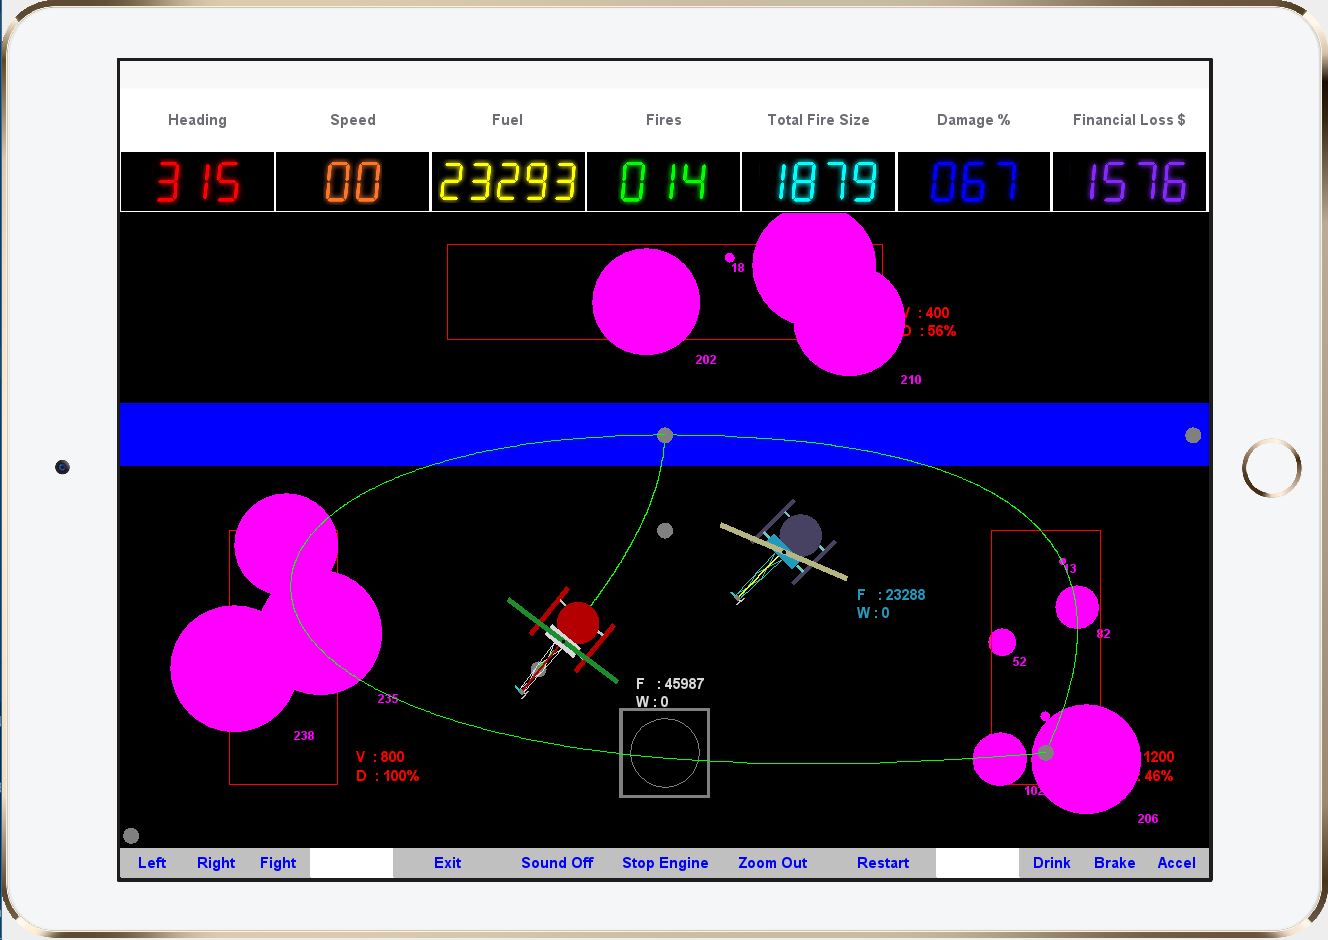 Heading Speed Fuel Fires Total Fire Size Damage % Financial Loss $
315 00 23293 014 1879 067 1576
18
V : 400
D : 56%
202
210
13
F : 23288
W : 0
82
52
F : 45987
W : 0
235
238
V : 800
D : 100%
1200
: 46%
102
206
Left Right Fight Exit Sound Off Stop Engine Zoom Out Restart Drink Brake Accel